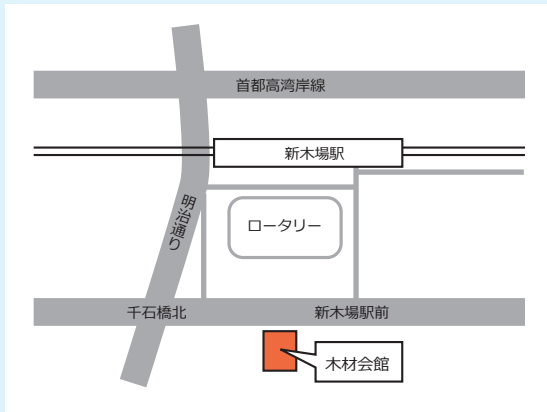 首都高湾岸線
新木場駅
明治通り
ロータリー
千石橋北
新木場駅前
木材会館